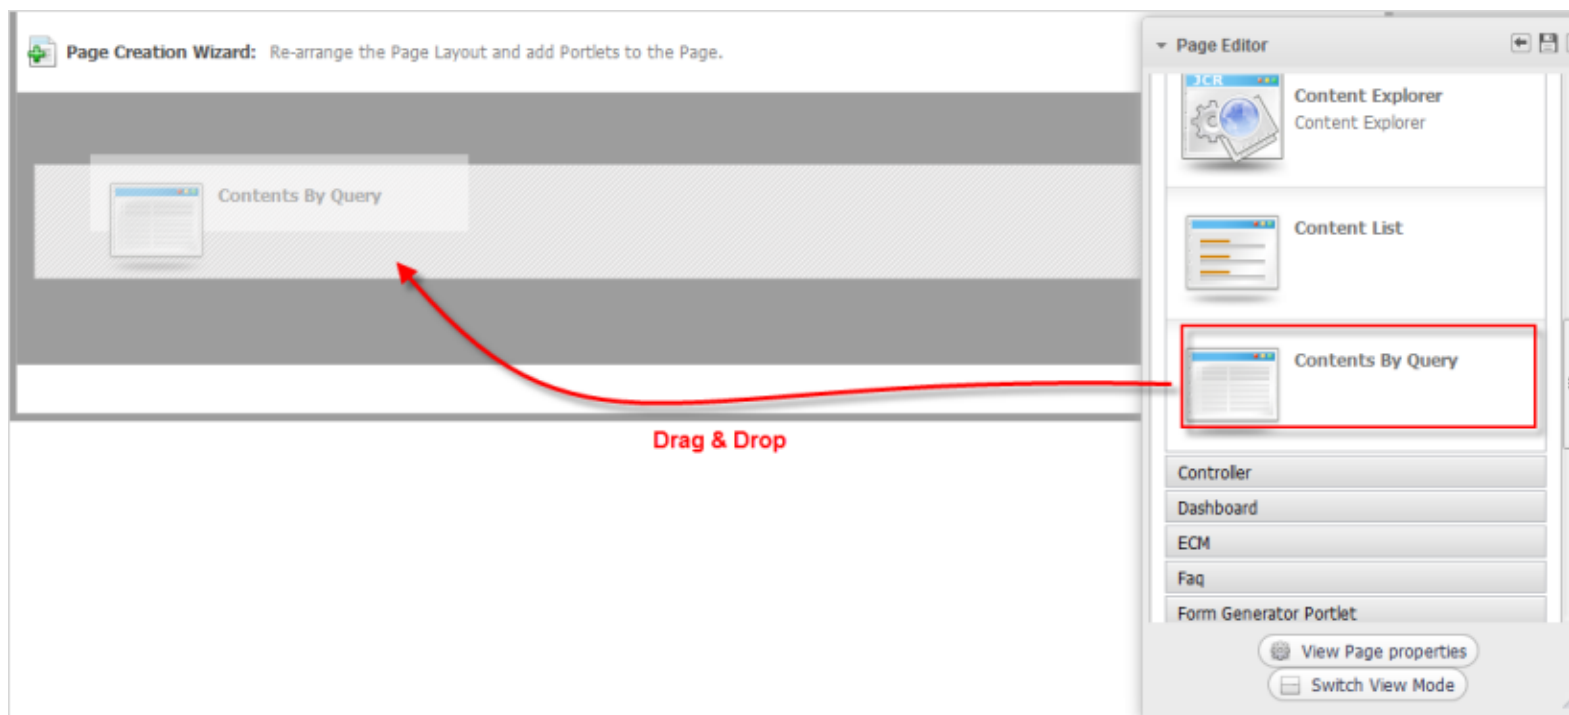 Page Creation Wizard: Re-arrange the Page Layout and add Portlets to the Page.
Contents By Query
Drag & Drop
Page Editor
JCR
Content Explorer
Content Explorer
Content List
Contents By Query
Controller
Dashboard
ECM
Faq
Form Generator Portlet
View Page properties
Switch View Mode